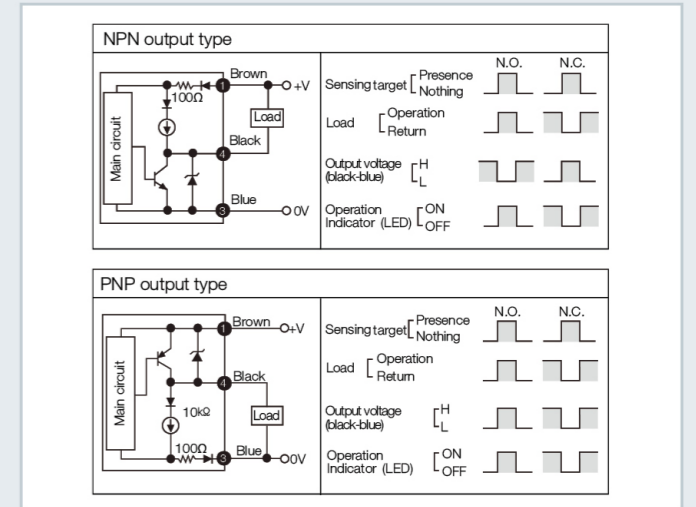 NPN output type
Main circuit
100Ω
1
Brown
+V
Load
4
Black
3
Blue
0V
N.O.
N.C.
Sensing target
Presence
Nothing
Load
Operation
Return
Output voltage
(black-blue)
H
L
Operation
Indicator (LED)
ON
OFF
PNP output type
Main circuit
1
Brown
+V
4
Black
10kΩ
Load
100Ω
3
Blue
0V
N.O.
N.C.
Sensing target
Presence
Nothing
Load
Operation
Return
Output voltage
(black-blue)
H
L
Operation
Indicator (LED)
ON
OFF